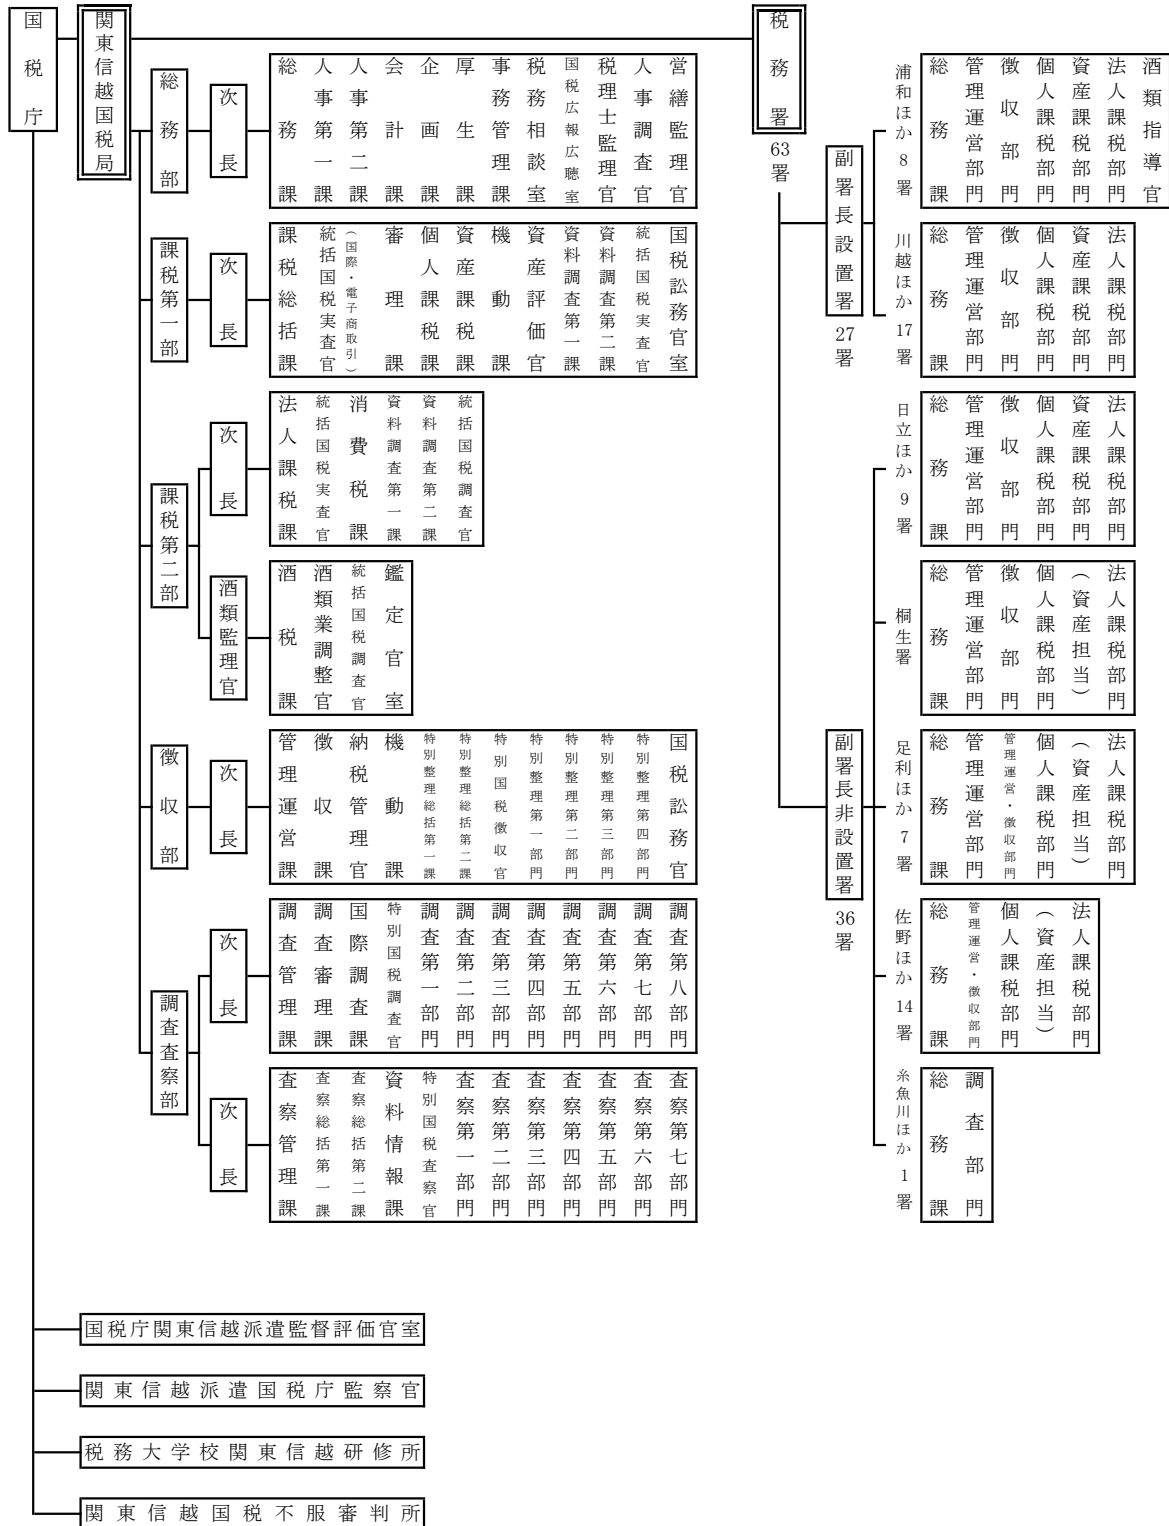 国税庁
関東信越国税局
総務部
次長
総務課
人事第一課
人事第二課
会計課
企画課
厚生課
事務管理課
税務相談室
国税広報広聴室
税理士監理官
人事調査官
営繕監理官
課税第一部
次長
課税総括課
統括国税実査官
(国際・電子商取引)
審理課
個人課税課
資産課税課
機動課
資産評価官
資料調査第一課
資料調査第二課
統括国税実査官
国税訟務官室
課税第二部
次長
法人課税課
統括国税実査官
消費税課
資料調査第一課
資料調査第二課
統括国税調査官
酒類監理官
酒税課
酒類業調整官
統括国税調査官
鑑定官室
徴収部
次長
管理運営課
徴収課
納税管理官
機動課
特別整理総括第一課
特別整理総括第二課
特別国税徴収官
特別整理第一部門
特別整理第二部門
特別整理第三部門
特別整理第四部門
国税訟務官
調査査察部
次長
調査管理課
調査審理課
国際調査課
特別国税調査官
調査第一部門
調査第二部門
調査第三部門
調査第四部門
調査第五部門
調査第六部門
調査第七部門
調査第八部門
次長
査察管理課
査察総括第一課
査察総括第二課
資料情報課
特別国税査察官
査察第一部門
査察第二部門
査察第三部門
査察第四部門
査察第五部門
査察第六部門
査察第七部門
税務署
63署
副署長設置署
27署
浦和ほか8署
総務課
管理運営部門
徴収部門
個人課税部門
資産課税部門
法人課税部門
酒類指導官
川越ほか17署
総務課
管理運営部門
徴収部門
個人課税部門
資産課税部門
法人課税部門
副署長非設置署
36署
日立ほか9署
総務課
管理運営部門
徴収部門
個人課税部門
資産課税部門
法人課税部門
桐生署
総務課
管理運営部門
徴収部門
個人課税部門
(資産担当)
法人課税部門
足利ほか7署
総務課
管理運営部門
管理運営・徴収部門
個人課税部門
(資産担当)
法人課税部門
佐野ほか14署
総務課
管理運営・徴収部門
個人課税部門
(資産担当)
法人課税部門
糸魚川ほか1署
総務課
調査部門
国税庁関東信越派遣監督評価官室
関東信越派遣国税庁監察官
税務大学校関東信越研修所
関東信越国税不服審判所